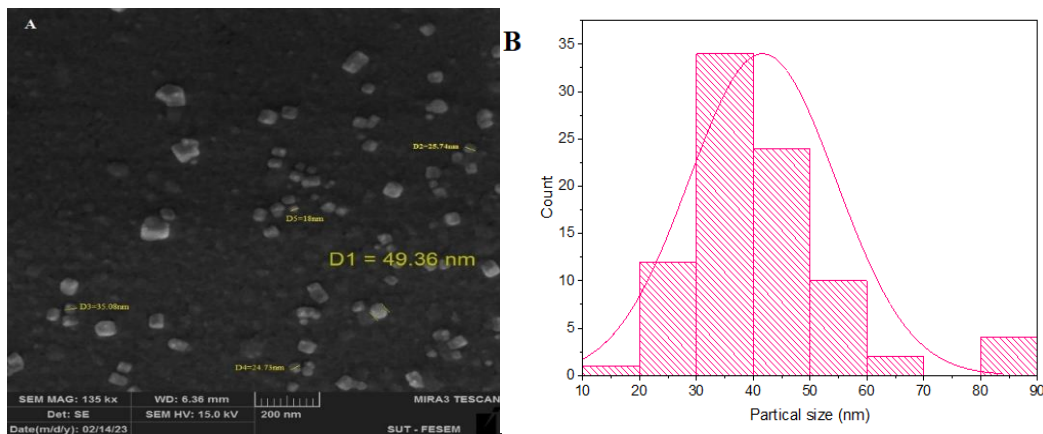 A
D2=25.74nm
D5=18nm
D1 = 49.36 nm
D3=35.08nm
D4=24.73nm
SEM MAG: 135 kx WD: 6.36 mm MIRA3 TESCAN
Det: SE SEM HV: 15.0 kV 200 nm
Date(m/d/y): 02/14/23 SUT - FESEM
B
35
30
25
20
15
10
5
0
Count
10 20 30 40 50 60 70 80 90
Partical size (nm)